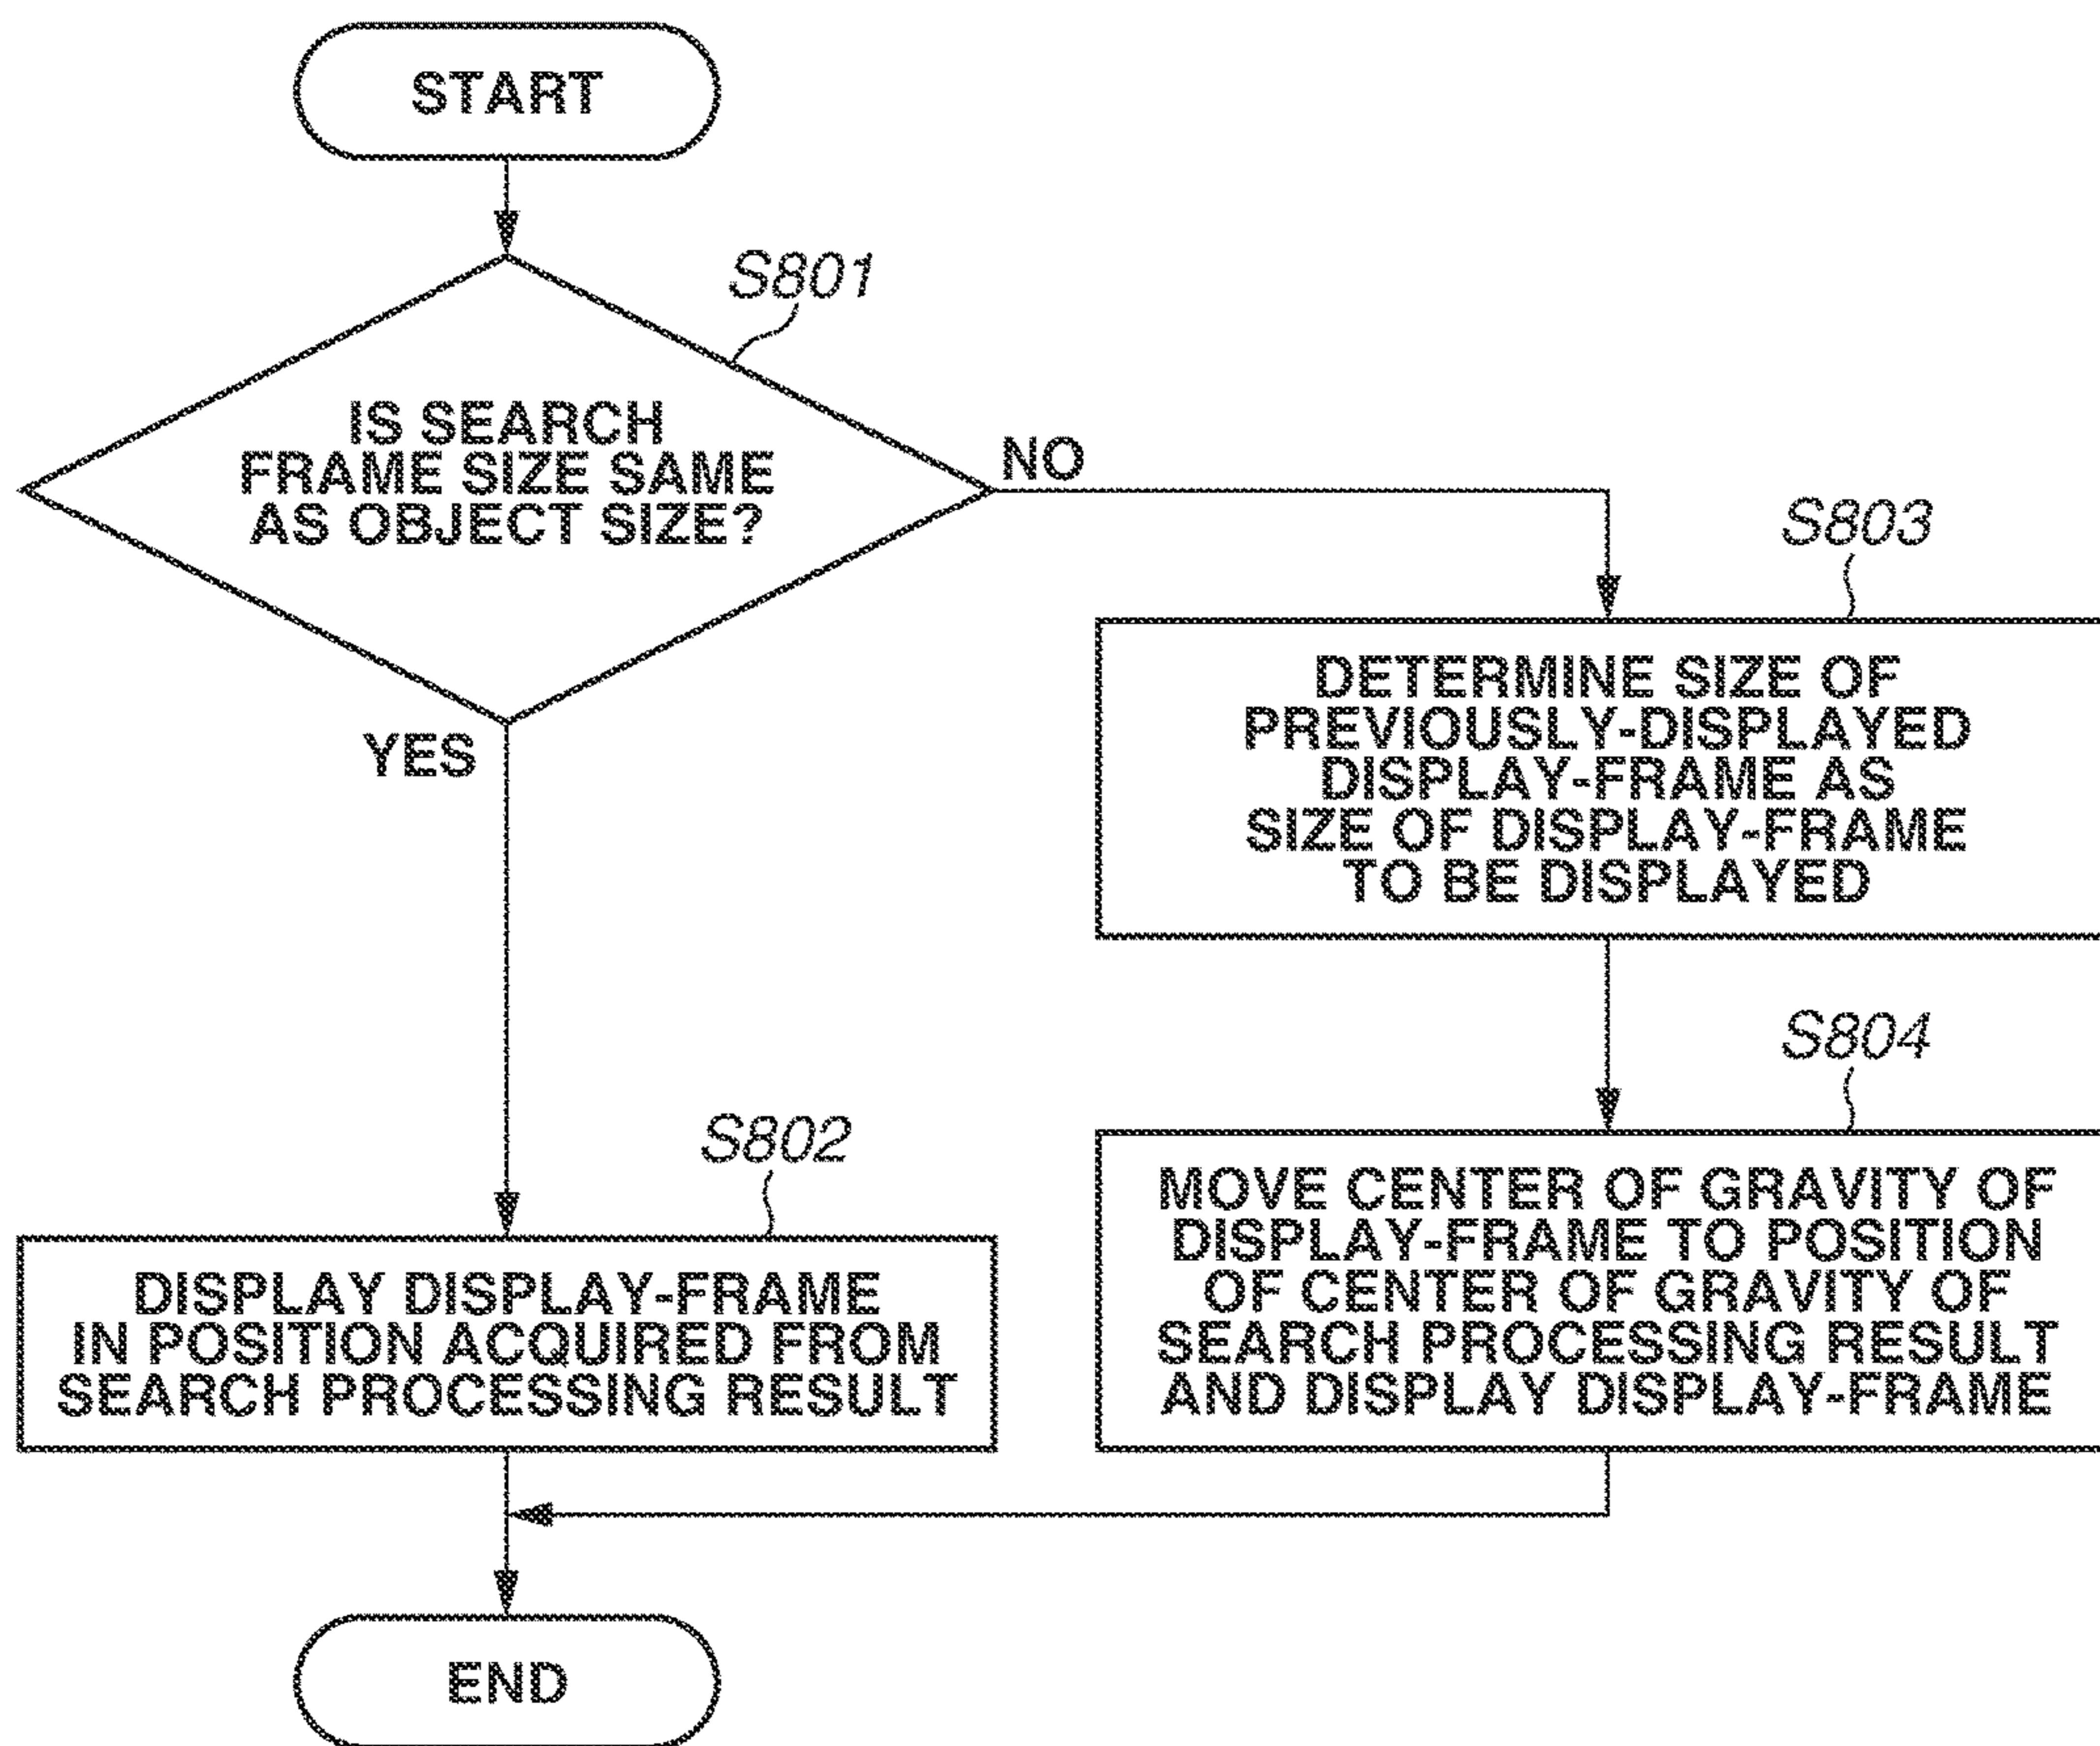 START
S801
IS SEARCH
FRAME SIZE SAME
AS OBJECT SIZE?
NO
YES
S803
DETERMINE SIZE OF
PREVIOUSLY-DISPLAYED
DISPLAY-FRAME AS
SIZE OF DISPLAY-FRAME
TO BE DISPLAYED
S802
DISPLAY DISPLAY-FRAME
IN POSITION ACQUIRED FROM
SEARCH PROCESSING RESULT
S804
MOVE CENTER OF GRAVITY OF
DISPLAY-FRAME TO POSITION
OF CENTER OF GRAVITY OF
SEARCH PROCESSING RESULT
AND DISPLAY DISPLAY-FRAME
END